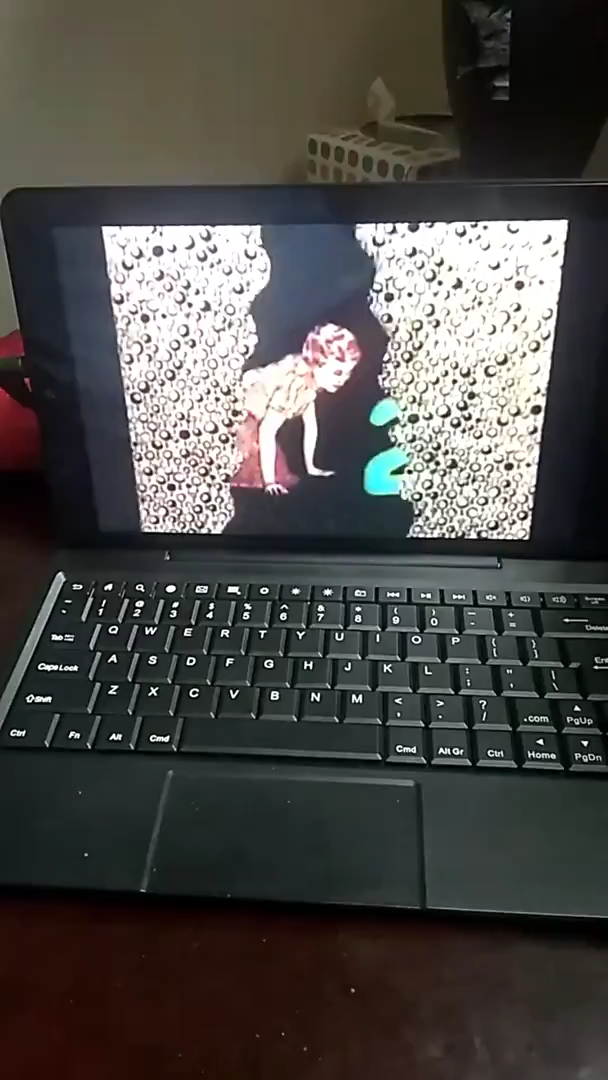 ! 1 @ 2 # 3 $ 4 % 5 ^ 6 & 7 * 8 ( 9 ) 0 - + = Delete
Tab Q W E R T Y U I O P { [ } ]
Caps Lock A S D F G H J K L : ; " ' | \
Shift Z X C V B N M < , > . ? / .com PgUp
Ctrl Fn Alt Cmd Cmd Alt Gr Ctrl Home PgDn